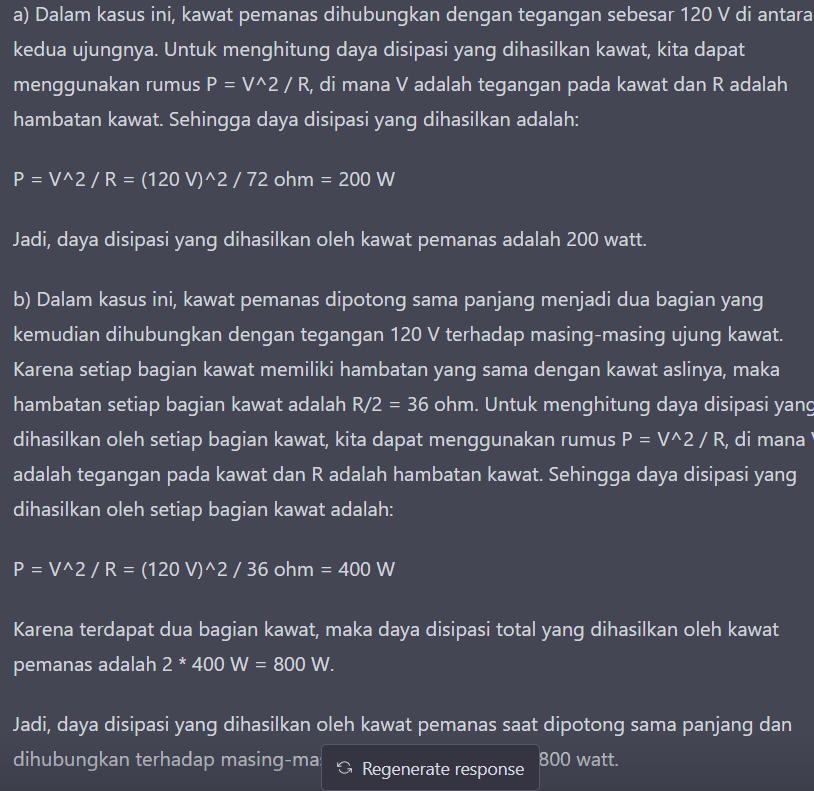 a) Dalam kasus ini, kawat pemanas dihubungkan dengan tegangan sebesar 120 V di antara
kedua ujungnya. Untuk menghitung daya disipasi yang dihasilkan kawat, kita dapat
menggunakan rumus P = V^2 / R, di mana V adalah tegangan pada kawat dan R adalah
hambatan kawat. Sehingga daya disipasi yang dihasilkan adalah:
P = V^2 / R = (120 V)^2 / 72 ohm = 200 W
Jadi, daya disipasi yang dihasilkan oleh kawat pemanas adalah 200 watt.
b) Dalam kasus ini, kawat pemanas dipotong sama panjang menjadi dua bagian yang
kemudian dihubungkan dengan tegangan 120 V terhadap masing-masing ujung kawat.
Karena setiap bagian kawat memiliki hambatan yang sama dengan kawat aslinya, maka
hambatan setiap bagian kawat adalah R/2 = 36 ohm. Untuk menghitung daya disipasi yang
dihasilkan oleh setiap bagian kawat, kita dapat menggunakan rumus P = V^2 / R, di mana
adalah tegangan pada kawat dan R adalah hambatan kawat. Sehingga daya disipasi yang
dihasilkan oleh setiap bagian kawat adalah:
P = V^2 / R = (120 V)^2 / 36 ohm = 400 W
Karena terdapat dua bagian kawat, maka daya disipasi total yang dihasilkan oleh kawat
pemanas adalah 2 * 400 W = 800 W.
Jadi, daya disipasi yang dihasilkan oleh kawat pemanas saat dipotong sama panjang dan
dihubungkan terhadap masing-ma 800 watt.
Regenerate response